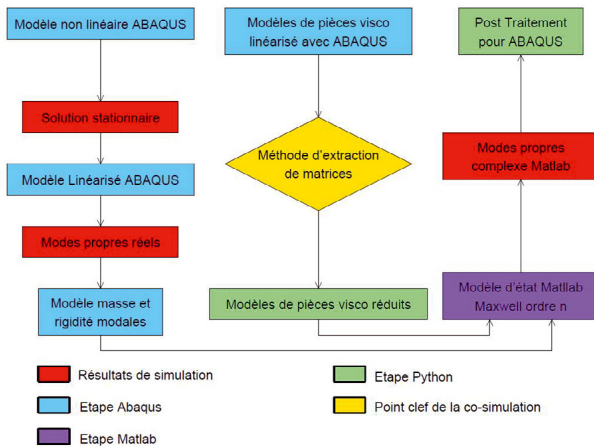 Modèle non linéaire ABAQUS
Solution stationnaire
Modèle Linéarisé ABAQUS
Modes propres réels
Modèle masse et
rigidité modales
Modèles de pièces visco
linéarisé avec ABAQUS
Méthode d'extraction
de matrices
Modèles de pièces visco réduits
Post Traitement
pour ABAQUS
Modes propres
complexe Matlab
Modèle d'état Matllab
Maxwell ordre n
Résultats de simulation
Etape Abaqus
Etape Matlab
Etape Python
Point clef de la co-simulation